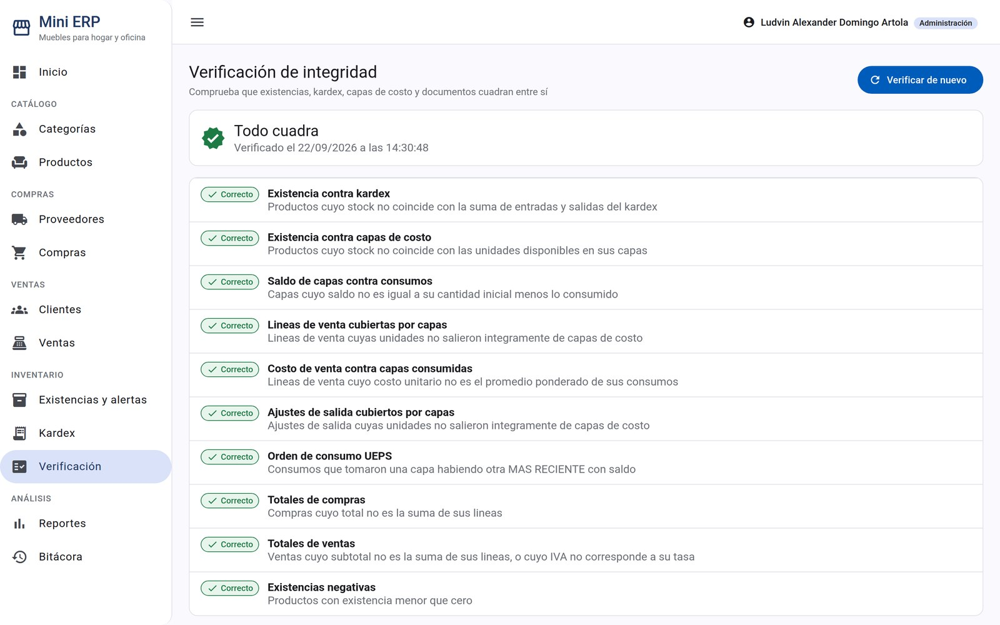 Mini ERP
Muebles para hogar y oficina
Inicio
CATÁLOGO
Categorías
Productos
COMPRAS
Proveedores
Compras
VENTAS
Clientes
Ventas
INVENTARIO
Existencias y alertas
Kardex
Verificación
ANÁLISIS
Reportes
Bitácora
Ludvin Alexander Domingo Artola Administración
Verificación de integridad
Comprueba que existencias, kardex, capas de costo y documentos cuadran entre sí
Verificar de nuevo
Todo cuadra
Verificado el 22/09/2026 a las 14:30:48
Correcto Existencia contra kardex
Productos cuyo stock no coincide con la suma de entradas y salidas del kardex
Correcto Existencia contra capas de costo
Productos cuyo stock no coincide con las unidades disponibles en sus capas
Correcto Saldo de capas contra consumos
Capas cuyo saldo no es igual a su cantidad inicial menos lo consumido
Correcto Lineas de venta cubiertas por capas
Lineas de venta cuyas unidades no salieron integramente de capas de costo
Correcto Costo de venta contra capas consumidas
Lineas de venta cuyo costo unitario no es el promedio ponderado de sus consumos
Correcto Ajustes de salida cubiertos por capas
Ajustes de salida cuyas unidades no salieron integramente de capas de costo
Correcto Orden de consumo UEPS
Consumos que tomaron una capa habiendo otra MAS RECIENTE con saldo
Correcto Totales de compras
Compras cuyo total no es la suma de sus lineas
Correcto Totales de ventas
Ventas cuyo subtotal no es la suma de sus lineas, o cuyo IVA no corresponde a su tasa
Correcto Existencias negativas
Productos con existencia menor que cero